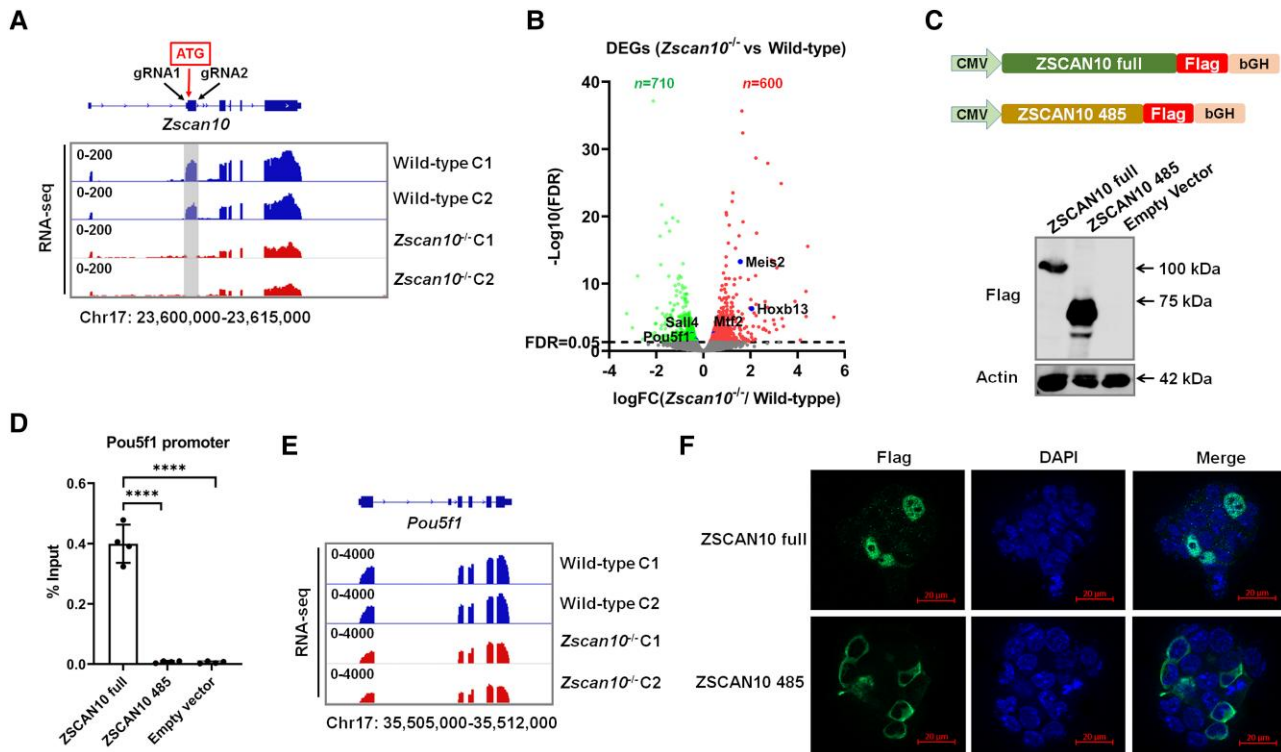 A
ATG
gRNA1 gRNA2
Zscan10
RNA-seq
0-200
Wild-type C1
0-200
Wild-type C2
0-200
Zscan10-/- C1
0-200
Zscan10-/- C2
Chr17: 23,600,000-23,615,000
B
DEGs (Zscan10-/- vs Wild-type)
n=710
n=600
-Log10(FDR)
40
30
20
10
FDR=0.05
0
Meis2
Hoxb13
Sall4
Mtf2
Pou5f1
-4 -2 0 2 4 6
logFC(Zscan10-/-/ Wild-typpe)
C
CMV ZSCAN10 full Flag bGH
CMV ZSCAN10 485 Flag bGH
ZSCAN10 full
ZSCAN10 485
Empty Vector
Flag
100 kDa
75 kDa
Actin
42 kDa
D
Pou5f1 promoter
****
****
% Input
0.6
0.4
0.2
0.0
ZSCAN10 full
ZSCAN10 485
Empty vector
E
Pou5f1
RNA-seq
0-4000
Wild-type C1
0-4000
Wild-type C2
0-4000
Zscan10-/- C1
0-4000
Zscan10-/- C2
Chr17: 35,505,000-35,512,000
F
Flag DAPI Merge
ZSCAN10 full
20 μm 20 μm 20 μm
ZSCAN10 485
20 μm 20 μm 20 μm